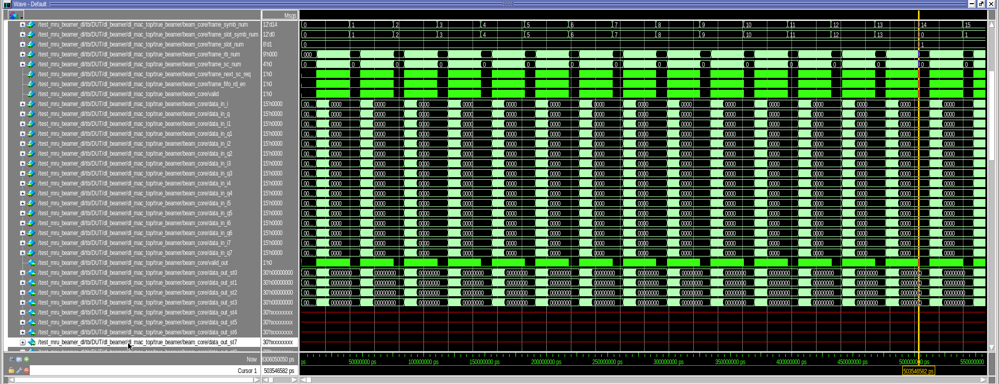 Wave - Default
Msgs
/test_mru_beamer_dl/tb/DUT/dl_beamer/dl_mac_top/true_beamer/beam_core/frame_symb_num 12'd14 0 1 2 3 4 5 6 7 8 9 10 11 12 13 14 15
/test_mru_beamer_dl/tb/DUT/dl_beamer/dl_mac_top/true_beamer/beam_core/frame_slot_symb_num 12'd0 0 1 2 3 4 5 6 7 8 9 10 11 12 13 0 1
/test_mru_beamer_dl/tb/DUT/dl_beamer/dl_mac_top/true_beamer/beam_core/frame_slot_num 8'd1 0 1
/test_mru_beamer_dl/tb/DUT/dl_beamer/dl_mac_top/true_beamer/beam_core/frame_rb_num 9'h000 000
/test_mru_beamer_dl/tb/DUT/dl_beamer/dl_mac_top/true_beamer/beam_core/frame_sc_num 4'h0 0 0 0 0 0 0 0 0 0 0 0 0 0 0 0 0
/test_mru_beamer_dl/tb/DUT/dl_beamer/dl_mac_top/true_beamer/beam_core/frame_next_sc_req 1'h0
/test_mru_beamer_dl/tb/DUT/dl_beamer/dl_mac_top/true_beamer/beam_core/frame_fifo_rd_en 1'h0
/test_mru_beamer_dl/tb/DUT/dl_beamer/dl_mac_top/true_beamer/beam_core/valid 1'h0
/test_mru_beamer_dl/tb/DUT/dl_beamer/dl_mac_top/true_beamer/beam_core/data_in_i 15'h0000 00... 0000 0000 0000 0000 0000 0000 0000 0000 0000 0000 0000 0000 0000 0000 0000
/test_mru_beamer_dl/tb/DUT/dl_beamer/dl_mac_top/true_beamer/beam_core/data_in_q 15'h0000 00... 0000 0000 0000 0000 0000 0000 0000 0000 0000 0000 0000 0000 0000 0000 0000
/test_mru_beamer_dl/tb/DUT/dl_beamer/dl_mac_top/true_beamer/beam_core/data_in_i1 15'h0000 00... 0000 0000 0000 0000 0000 0000 0000 0000 0000 0000 0000 0000 0000 0000 0000
/test_mru_beamer_dl/tb/DUT/dl_beamer/dl_mac_top/true_beamer/beam_core/data_in_q1 15'h0000 00... 0000 0000 0000 0000 0000 0000 0000 0000 0000 0000 0000 0000 0000 0000 0000
/test_mru_beamer_dl/tb/DUT/dl_beamer/dl_mac_top/true_beamer/beam_core/data_in_i2 15'h0000 00... 0000 0000 0000 0000 0000 0000 0000 0000 0000 0000 0000 0000 0000 0000 0000
/test_mru_beamer_dl/tb/DUT/dl_beamer/dl_mac_top/true_beamer/beam_core/data_in_q2 15'h0000 00... 0000 0000 0000 0000 0000 0000 0000 0000 0000 0000 0000 0000 0000 0000 0000
/test_mru_beamer_dl/tb/DUT/dl_beamer/dl_mac_top/true_beamer/beam_core/data_in_i3 15'h0000 00... 0000 0000 0000 0000 0000 0000 0000 0000 0000 0000 0000 0000 0000 0000 0000
/test_mru_beamer_dl/tb/DUT/dl_beamer/dl_mac_top/true_beamer/beam_core/data_in_q3 15'h0000 00... 0000 0000 0000 0000 0000 0000 0000 0000 0000 0000 0000 0000 0000 0000 0000
/test_mru_beamer_dl/tb/DUT/dl_beamer/dl_mac_top/true_beamer/beam_core/data_in_i4 15'h0000 00... 0000 0000 0000 0000 0000 0000 0000 0000 0000 0000 0000 0000 0000 0000 0000
/test_mru_beamer_dl/tb/DUT/dl_beamer/dl_mac_top/true_beamer/beam_core/data_in_q4 15'h0000 00... 0000 0000 0000 0000 0000 0000 0000 0000 0000 0000 0000 0000 0000 0000 0000
/test_mru_beamer_dl/tb/DUT/dl_beamer/dl_mac_top/true_beamer/beam_core/data_in_i5 15'h0000 00... 0000 0000 0000 0000 0000 0000 0000 0000 0000 0000 0000 0000 0000 0000 0000
/test_mru_beamer_dl/tb/DUT/dl_beamer/dl_mac_top/true_beamer/beam_core/data_in_q5 15'h0000 00... 0000 0000 0000 0000 0000 0000 0000 0000 0000 0000 0000 0000 0000 0000 0000
/test_mru_beamer_dl/tb/DUT/dl_beamer/dl_mac_top/true_beamer/beam_core/data_in_i6 15'h0000 00... 0000 0000 0000 0000 0000 0000 0000 0000 0000 0000 0000 0000 0000 0000 0000
/test_mru_beamer_dl/tb/DUT/dl_beamer/dl_mac_top/true_beamer/beam_core/data_in_q6 15'h0000 00... 0000 0000 0000 0000 0000 0000 0000 0000 0000 0000 0000 0000 0000 0000 0000
/test_mru_beamer_dl/tb/DUT/dl_beamer/dl_mac_top/true_beamer/beam_core/data_in_i7 15'h0000 00... 0000 0000 0000 0000 0000 0000 0000 0000 0000 0000 0000 0000 0000 0000 0000
/test_mru_beamer_dl/tb/DUT/dl_beamer/dl_mac_top/true_beamer/beam_core/data_in_q7 15'h0000 00... 0000 0000 0000 0000 0000 0000 0000 0000 0000 0000 0000 0000 0000 0000 0000
/test_mru_beamer_dl/tb/DUT/dl_beamer/dl_mac_top/true_beamer/beam_core/valid_out 1'h0
/test_mru_beamer_dl/tb/DUT/dl_beamer/dl_mac_top/true_beamer/beam_core/data_out_st0 30'h00000000 00... 00000000 00000000 00000000 00000000 00000000 00000000 00000000 00000000 00000000 00000000 00000000 00000000 00000000 00000000 00000000
/test_mru_beamer_dl/tb/DUT/dl_beamer/dl_mac_top/true_beamer/beam_core/data_out_st1 30'h00000000 00... 00000000 00000000 00000000 00000000 00000000 00000000 00000000 00000000 00000000 00000000 00000000 00000000 00000000 00000000 00000000
/test_mru_beamer_dl/tb/DUT/dl_beamer/dl_mac_top/true_beamer/beam_core/data_out_st2 30'h00000000 00... 00000000 00000000 00000000 00000000 00000000 00000000 00000000 00000000 00000000 00000000 00000000 00000000 00000000 00000000 00000000
/test_mru_beamer_dl/tb/DUT/dl_beamer/dl_mac_top/true_beamer/beam_core/data_out_st3 30'h00000000 00... 00000000 00000000 00000000 00000000 00000000 00000000 00000000 00000000 00000000 00000000 00000000 00000000 00000000 00000000 00000000
/test_mru_beamer_dl/tb/DUT/dl_beamer/dl_mac_top/true_beamer/beam_core/data_out_st4 30'hxxxxxxxx
/test_mru_beamer_dl/tb/DUT/dl_beamer/dl_mac_top/true_beamer/beam_core/data_out_st5 30'hxxxxxxxx
/test_mru_beamer_dl/tb/DUT/dl_beamer/dl_mac_top/true_beamer/beam_core/data_out_st6 30'hxxxxxxxx
/test_mru_beamer_dl/tb/DUT/dl_beamer/dl_mac_top/true_beamer/beam_core/data_out_st7 30'hxxxxxxxx
Now 8306050050 ps ps 50000000 ps 100000000 ps 150000000 ps 200000000 ps 250000000 ps 300000000 ps 350000000 ps 400000000 ps 450000000 ps 500000000 ps 550000000
Cursor 1 503546582 ps 503546582 ps